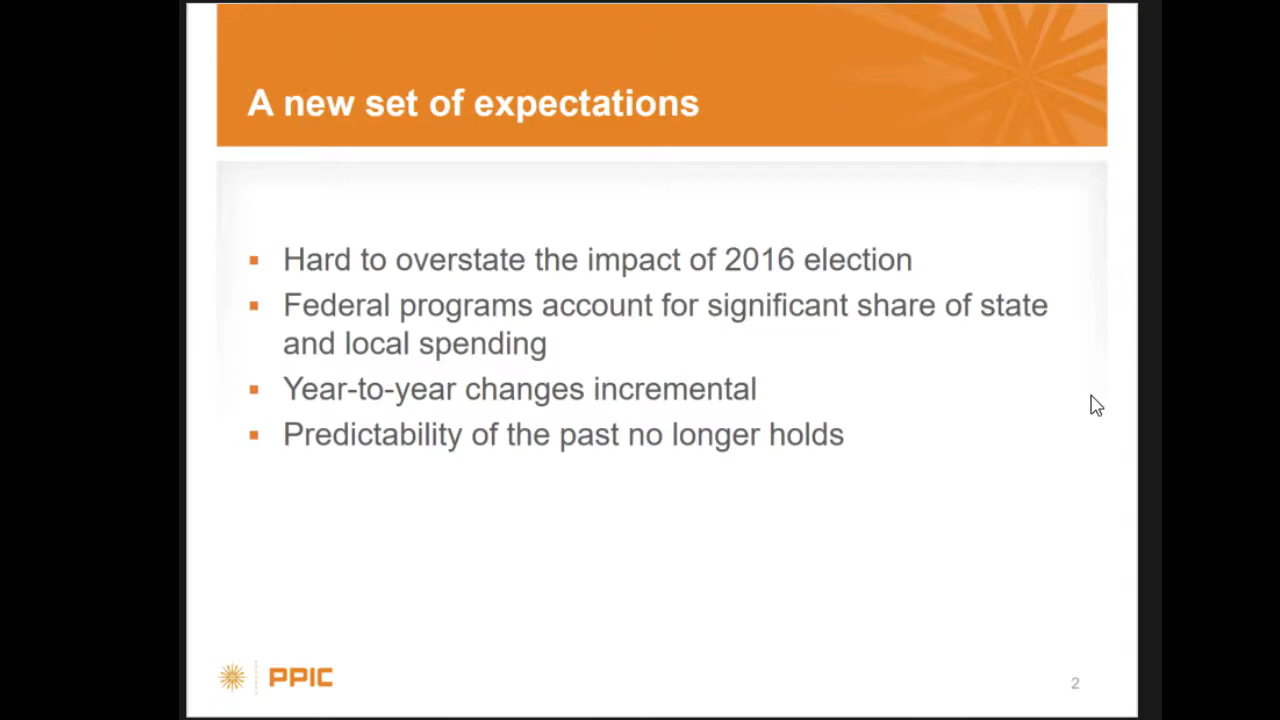 A new set of expectations
▪ Hard to overstate the impact of 2016 election
▪ Federal programs account for significant share of state
and local spending
▪ Year-to-year changes incremental
▪ Predictability of the past no longer holds
PPIC
2